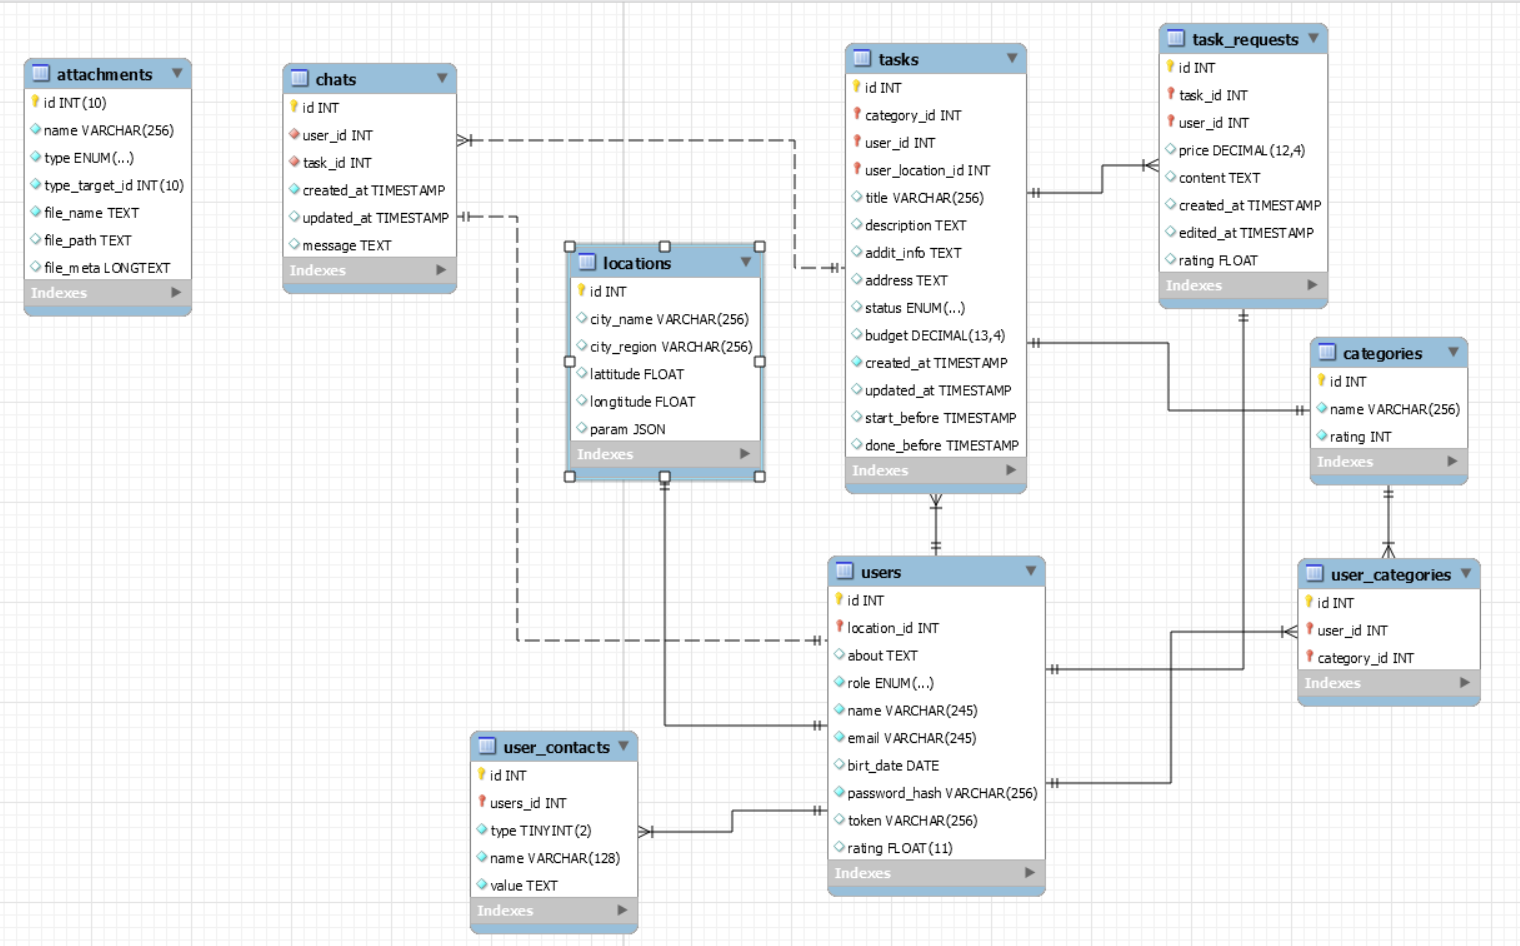 attachments
id INT(10)
name VARCHAR(256)
type ENUM(...)
type_target_id INT(10)
file_name TEXT
file_path TEXT
file_meta LONGTEXT
Indexes
chats
id INT
user_id INT
task_id INT
created_at TIMESTAMP
updated_at TIMESTAMP
message TEXT
Indexes
locations
id INT
city_name VARCHAR(256)
city_region VARCHAR(256)
lattitude FLOAT
longtitude FLOAT
param JSON
Indexes
tasks
id INT
category_id INT
user_id INT
user_location_id INT
title VARCHAR(256)
description TEXT
addit_info TEXT
address TEXT
status ENUM(...)
budget DECIMAL(13,4)
created_at TIMESTAMP
updated_at TIMESTAMP
start_before TIMESTAMP
done_before TIMESTAMP
Indexes
task_requests
id INT
task_id INT
user_id INT
price DECIMAL(12,4)
content TEXT
created_at TIMESTAMP
edited_at TIMESTAMP
rating FLOAT
Indexes
categories
id INT
name VARCHAR(256)
rating INT
Indexes
users
id INT
location_id INT
about TEXT
role ENUM(...)
name VARCHAR(245)
email VARCHAR(245)
birt_date DATE
password_hash VARCHAR(256)
token VARCHAR(256)
rating FLOAT(11)
Indexes
user_categories
id INT
user_id INT
category_id INT
Indexes
user_contacts
id INT
users_id INT
type TINYINT(2)
name VARCHAR(128)
value TEXT
Indexes